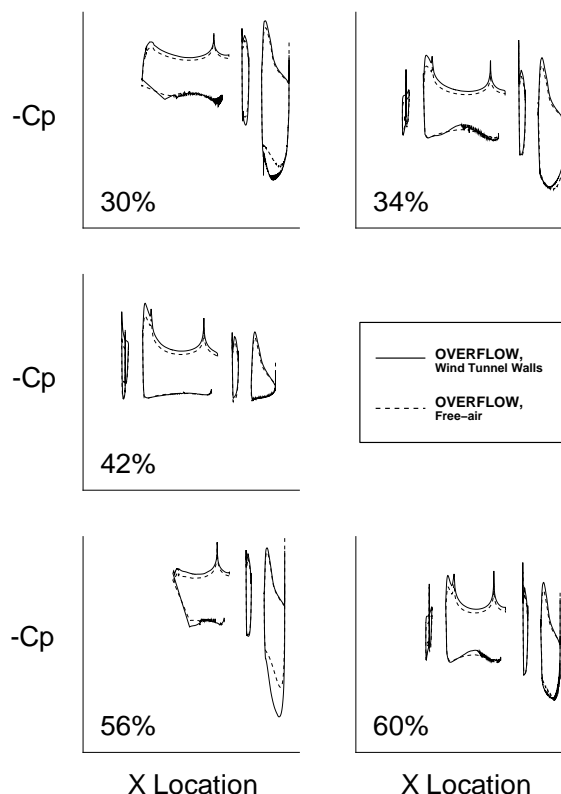 -Cp
30%
34%
-Cp
42%
OVERFLOW,
Wind Tunnel Walls
OVERFLOW,
Free−air
-Cp
56%
60%
X Location
X Location